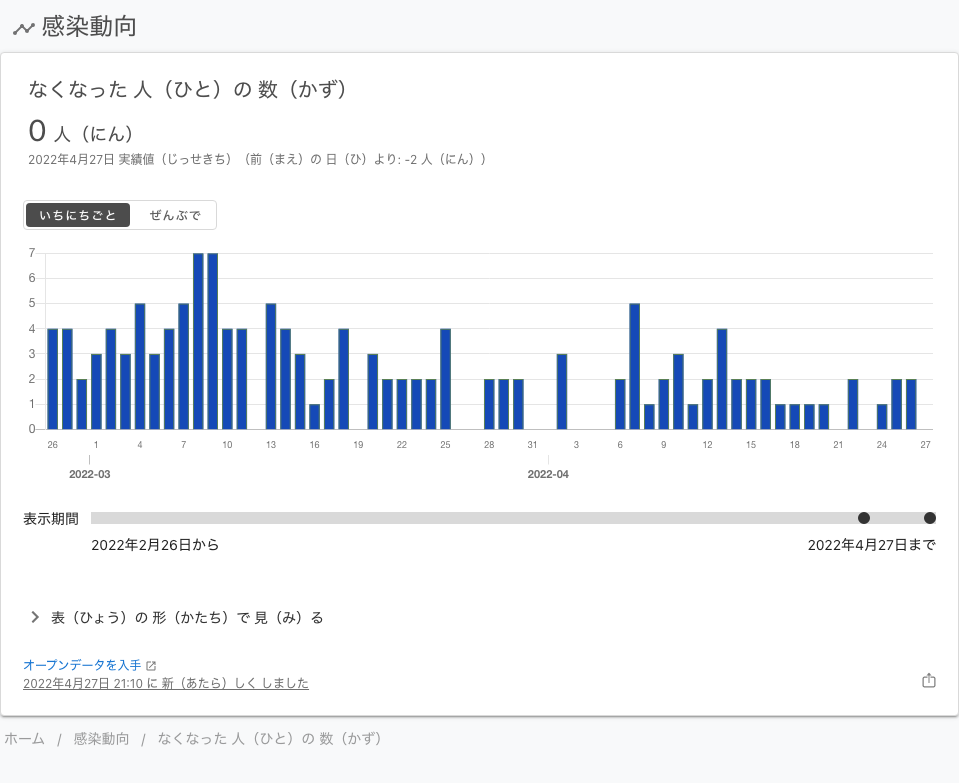 感染動向
なくなった 人（ひと）の 数（かず）
0 人（にん）
2022年4月27日 実績値（じっせきち）（前（まえ）の 日（ひ）より: -2 人（にん））
いちにちごと ぜんぶで
7
6
5
4
3
2
1
0
26 1 4 7 10 13 16 19 22 25 28 31 3 6 9 12 15 18 21 24 27
2022-03 2022-04
表示期間
2022年2月26日から 2022年4月27日まで
表（ひょう）の 形（かたち）で 見（み）る
オープンデータを入手
2022年4月27日 21:10 に 新（あたら）しく しました
ホーム / 感染動向 / なくなった 人（ひと）の 数（かず）